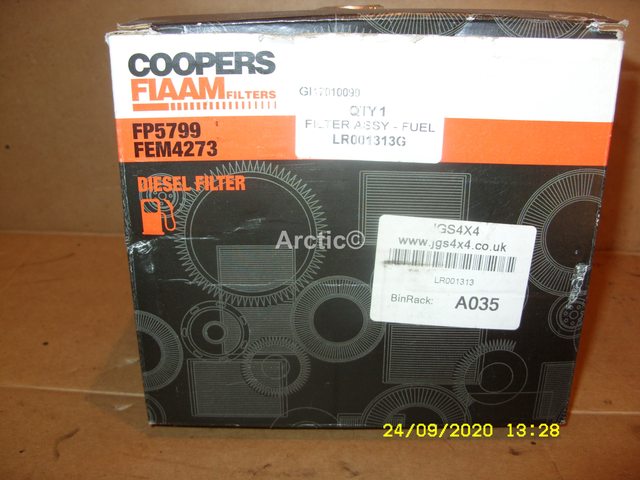 COOPERS
FIAAM FILTERS
FP5799
FEM4273
DIESEL FILTER
GI17010099
QTY 1
FILTER ASSY - FUEL
LR001313G
Arctic©
JGS4X4
www.jgs4x4.co.uk
LR001313
BinRack: A035
24/09/2020 13:28